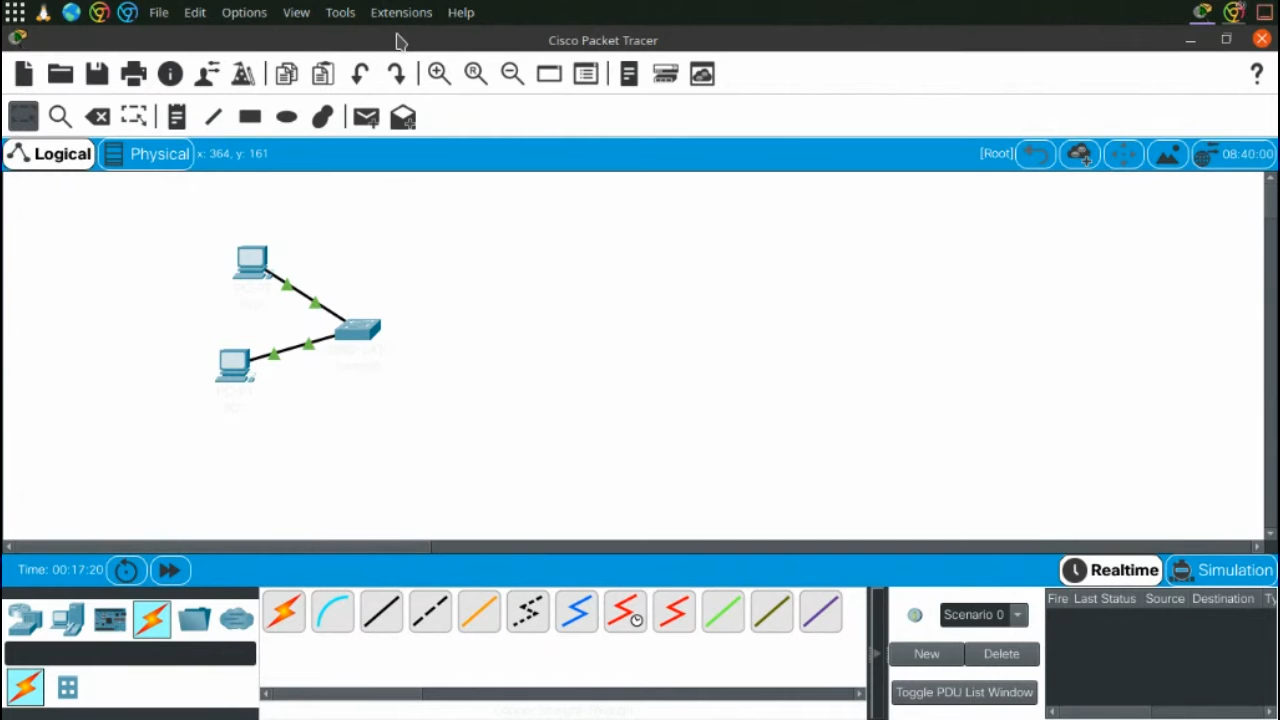 File Edit Options View Tools Extensions Help
Cisco Packet Tracer
?
Logical Physical x: 364, y: 161 [Root] 08:40:00
Time: 00:17:20 Realtime Simulation
Fire Last Status Source Destination Ty
Scenario 0
New Delete
Toggle PDU List Window